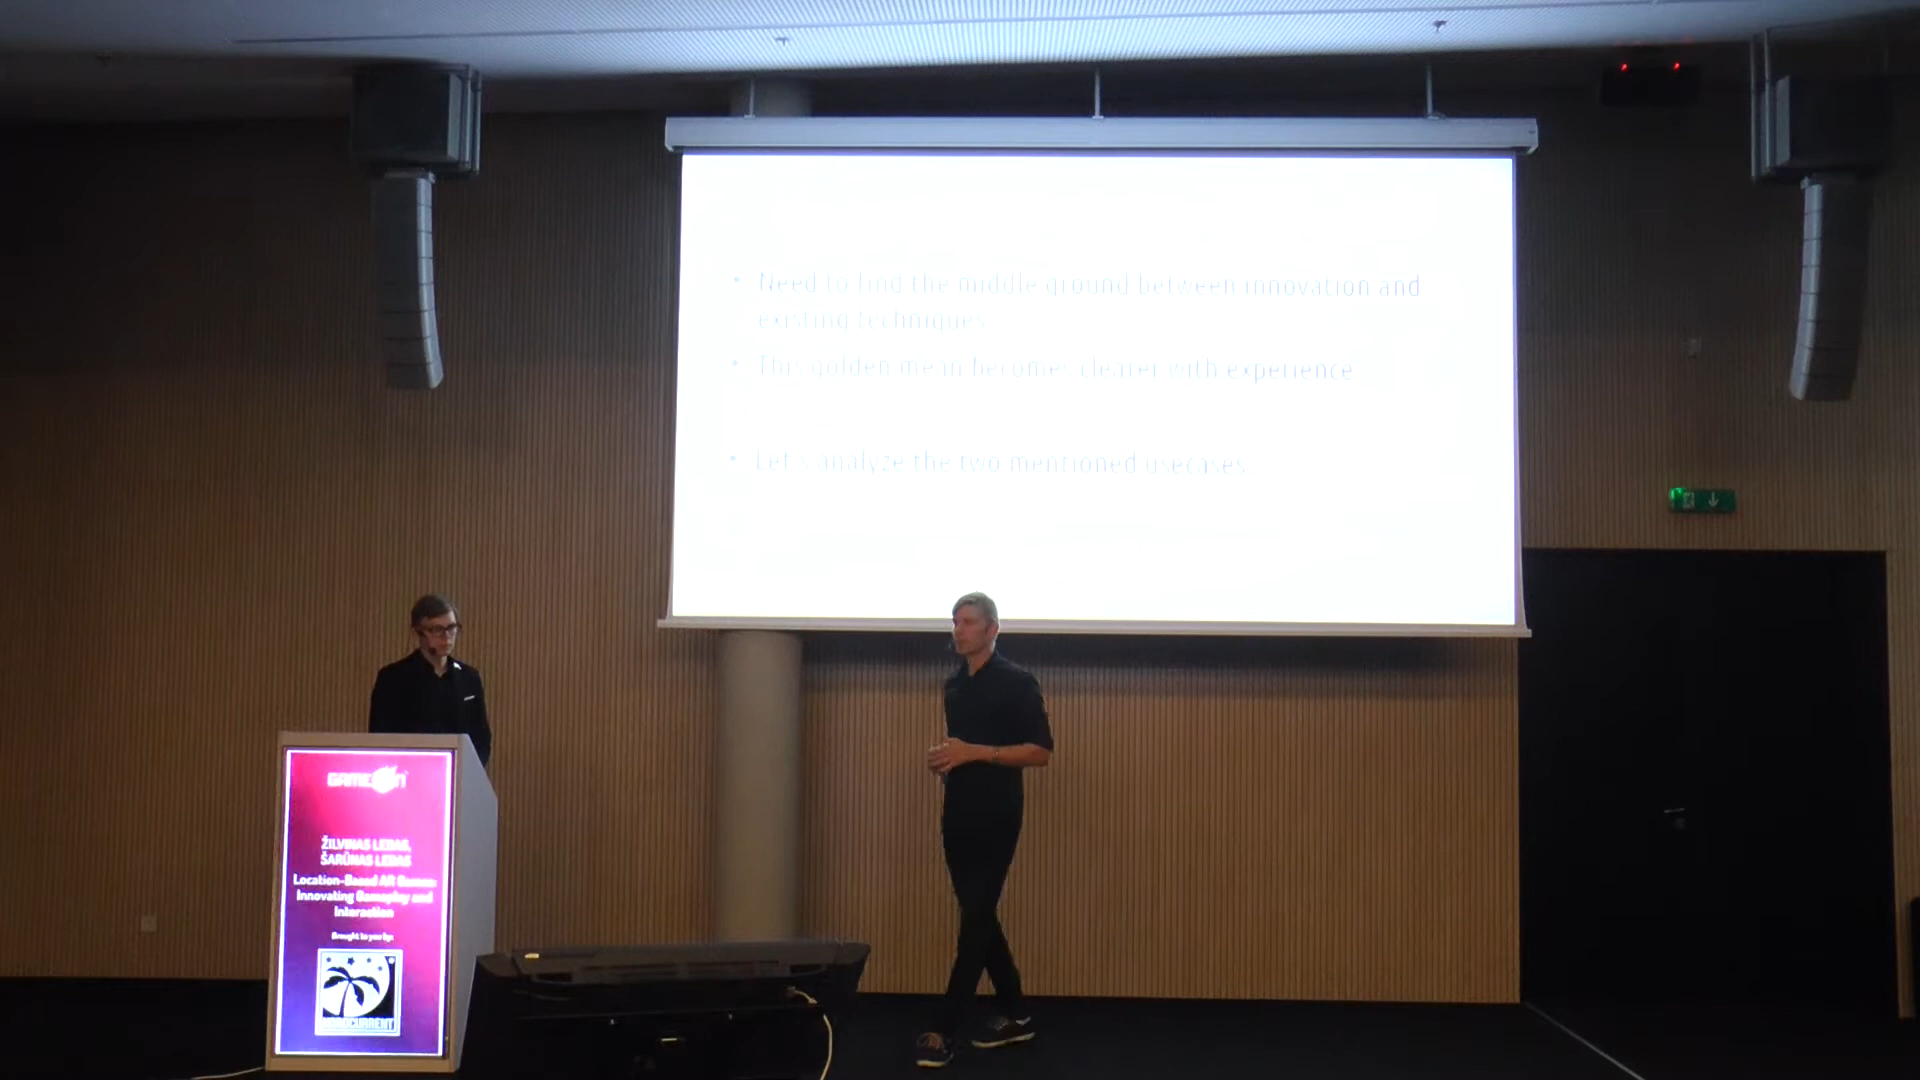 • Need to find the middle ground between innovation and
existing techniques
• This golden mean becomes clearer with experience
• Let's analyze the two mentioned usecases
GAMEON
ŽILVINAS LEDAS,
ŠARŪNAS LEDAS
Location-Based AR Games:
Innovating Gameplay and
Interaction
Brought to you by: